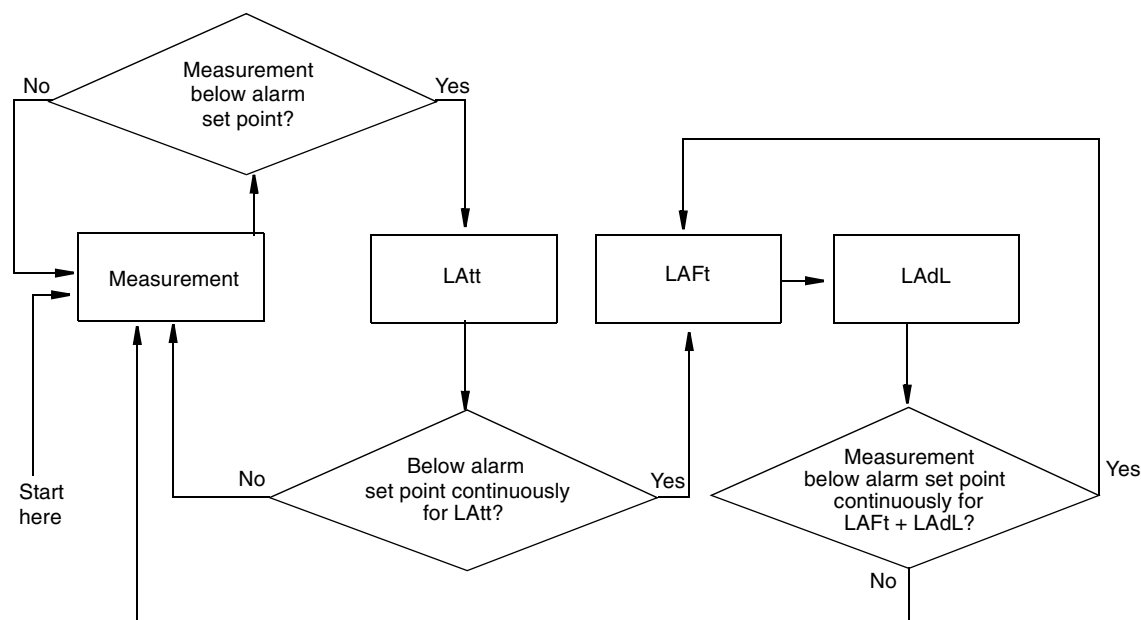 Measurement
below alarm
set point?
No
Yes
Measurement
LAtt
LAFt
LAdL
Start
here
No
Below alarm
set point continuously
for LAtt?
Yes
Measurement
below alarm set point
continuously for
LAFt + LAdL?
Yes
No